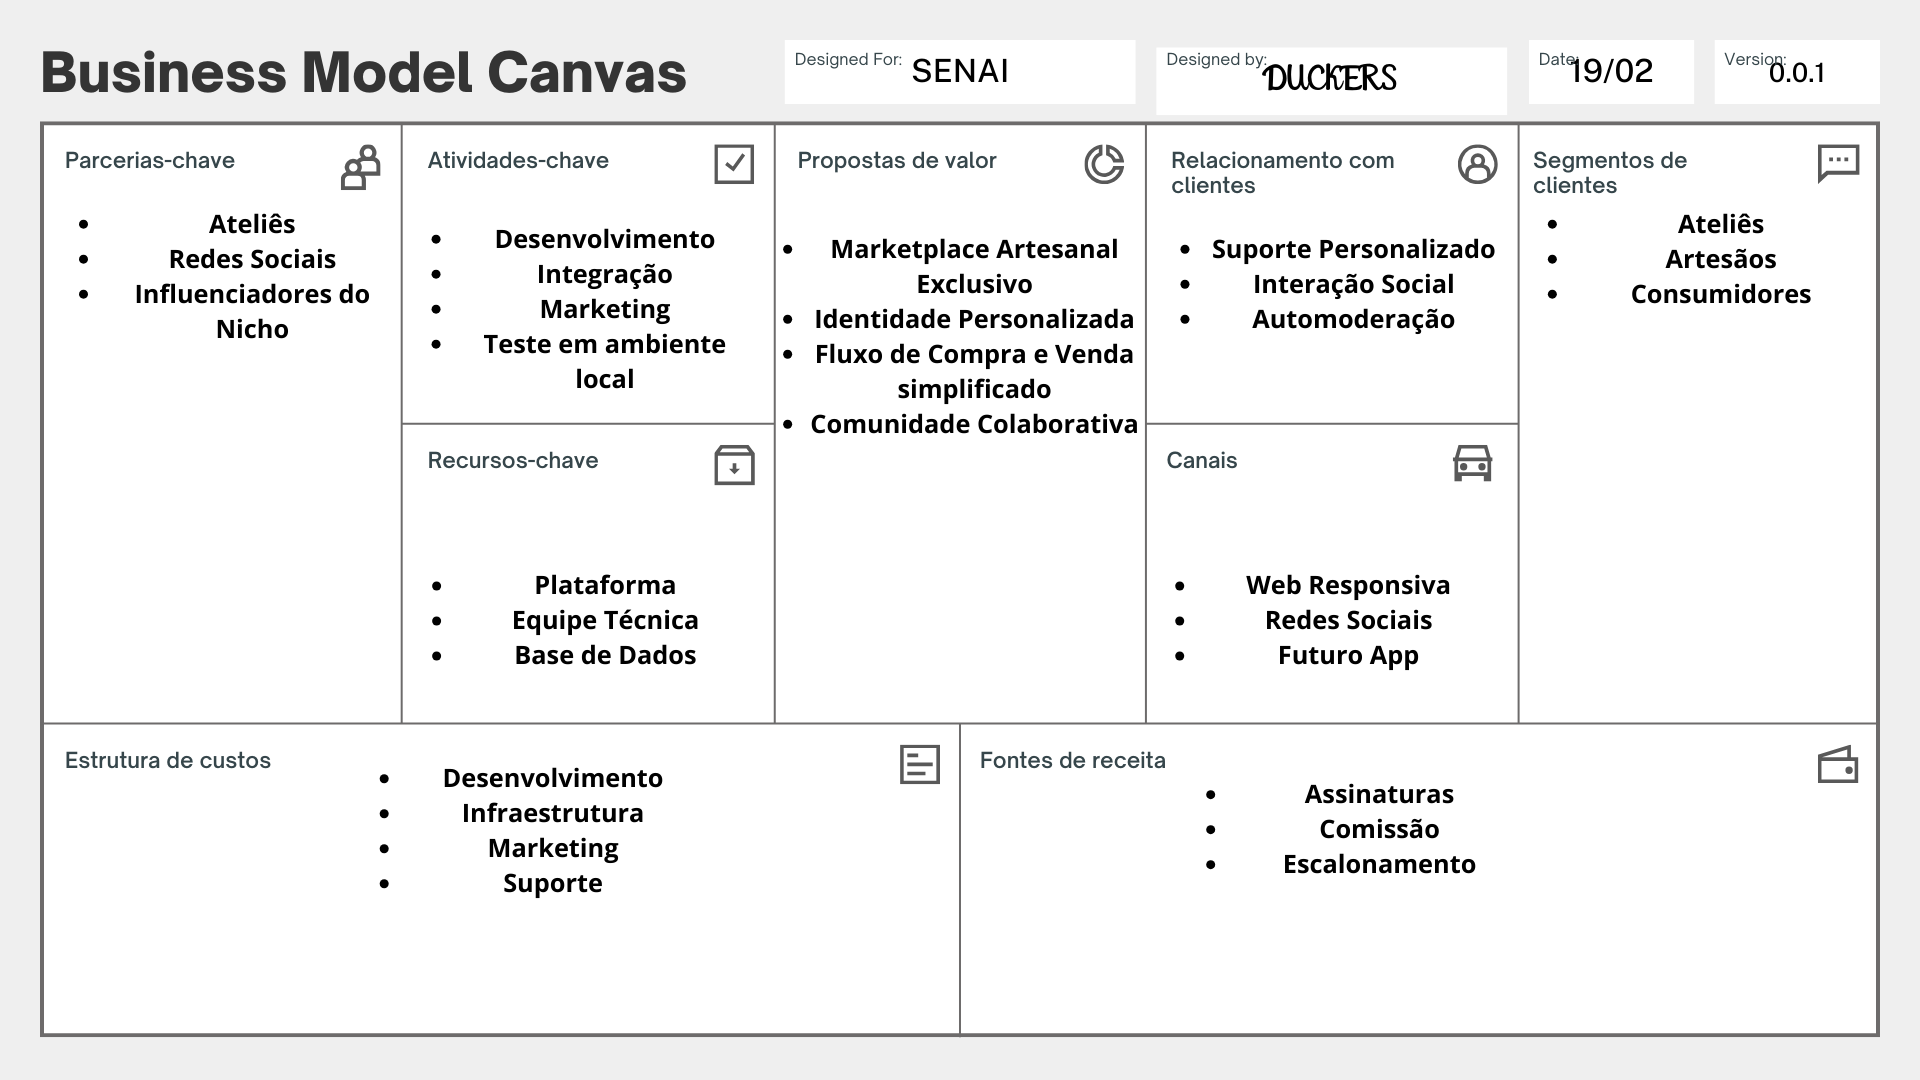 Business Model Canvas
Designed For: SENAI
Designed by: DUCKERS
Date: 19/02
Version: 0.0.1
Parcerias-chave
• Ateliês
• Redes Sociais
• Influenciadores do
Nicho
Atividades-chave
• Desenvolvimento
• Integração
• Marketing
• Teste em ambiente
local
Recursos-chave
• Plataforma
• Equipe Técnica
• Base de Dados
Propostas de valor
• Marketplace Artesanal
Exclusivo
• Identidade Personalizada
• Fluxo de Compra e Venda
simplificado
• Comunidade Colaborativa
Relacionamento com
clientes
• Suporte Personalizado
• Interação Social
• Automoderação
Canais
• Web Responsiva
• Redes Sociais
• Futuro App
Segmentos de
clientes
• Ateliês
• Artesãos
• Consumidores
Estrutura de custos
• Desenvolvimento
• Infraestrutura
• Marketing
• Suporte
Fontes de receita
• Assinaturas
• Comissão
• Escalonamento